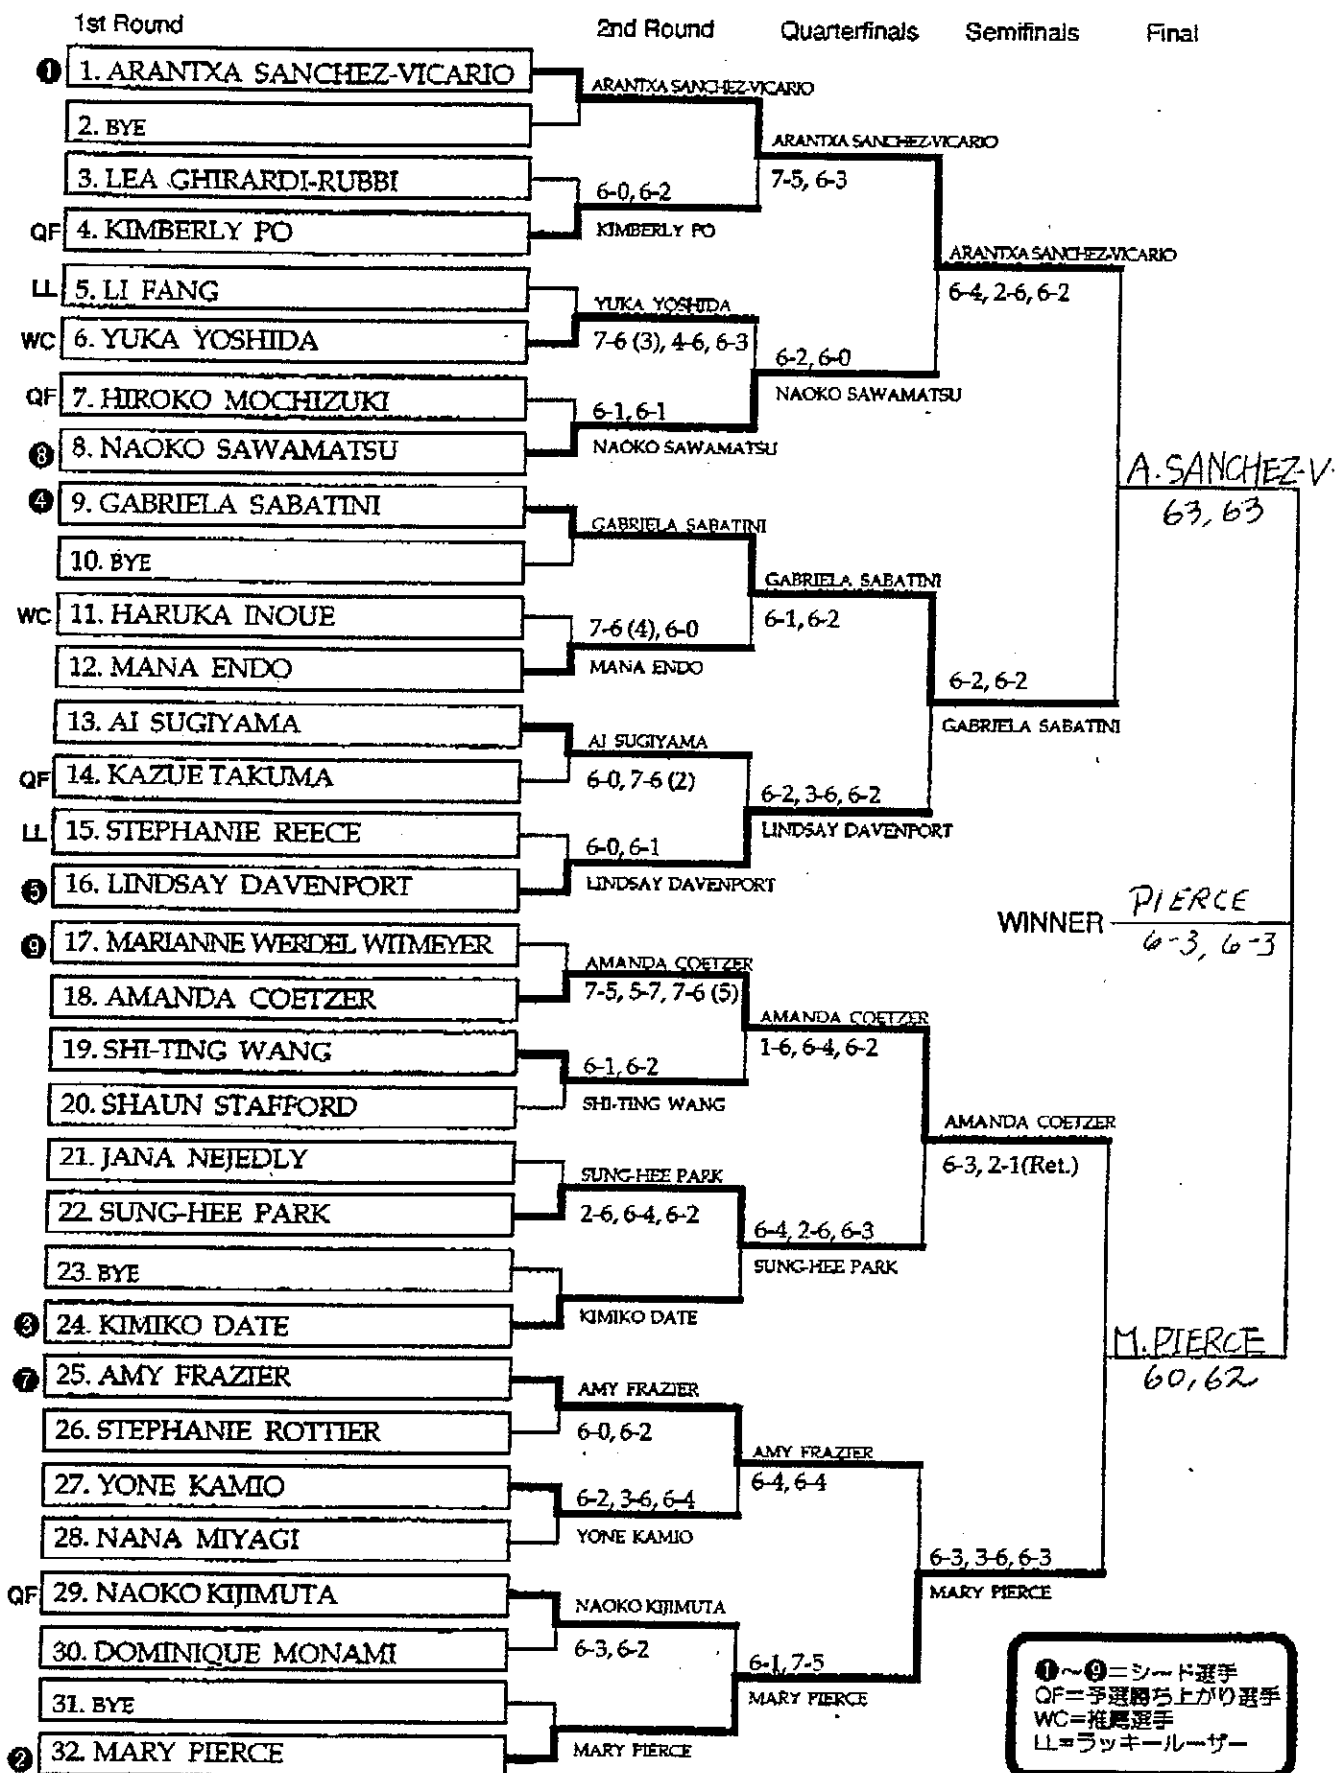 1st Round
2nd Round
Quarterfinals
Semifinals
Final
❶ 1. ARANTXA SANCHEZ-VICARIO
2. BYE
3. LEA GHIRARDI-RUBBI
QF 4. KIMBERLY PO
LL 5. LI FANG
WC 6. YUKA YOSHIDA
QF 7. HIROKO MOCHIZUKI
❽ 8. NAOKO SAWAMATSU
❹ 9. GABRIELA SABATINI
10. BYE
WC 11. HARUKA INOUE
12. MANA ENDO
13. AI SUGIYAMA
QF 14. KAZUE TAKUMA
LL 15. STEPHANIE REECE
❺ 16. LINDSAY DAVENPORT
❾ 17. MARIANNE WERDEL WITMEYER
18. AMANDA COETZER
19. SHI-TING WANG
20. SHAUN STAFFORD
21. JANA NEJEDLY
22. SUNG-HEE PARK
23. BYE
❸ 24. KIMIKO DATE
❼ 25. AMY FRAZIER
26. STEPHANIE ROTTIER
27. YONE KAMIO
28. NANA MIYAGI
QF 29. NAOKO KIJIMUTA
30. DOMINIQUE MONAMI
31. BYE
❷ 32. MARY PIERCE
ARANTXA SANCHEZ-VICARIO
6-0, 6-2
KIMBERLY PO
YUKA YOSHIDA
7-6 (3), 4-6, 6-3
6-1, 6-1
NAOKO SAWAMATSU
GABRIELA SABATINI
7-6 (4), 6-0
MANA ENDO
AI SUGIYAMA
6-0, 7-6 (2)
6-0, 6-1
LINDSAY DAVENPORT
AMANDA COETZER
7-5, 5-7, 7-6 (5)
6-1, 6-2
SHI-TING WANG
SUNG-HEE PARK
2-6, 6-4, 6-2
KIMIKO DATE
AMY FRAZIER
6-0, 6-2
6-2, 3-6, 6-4
YONE KAMIO
NAOKO KIJIMUTA
6-3, 6-2
MARY PIERCE
ARANTXA SANCHEZ-VICARIO
7-5, 6-3
6-2, 6-0
NAOKO SAWAMATSU
GABRIELA SABATINI
6-1, 6-2
6-2, 3-6, 6-2
LINDSAY DAVENPORT
AMANDA COETZER
1-6, 6-4, 6-2
6-4, 2-6, 6-3
SUNG-HEE PARK
AMY FRAZIER
6-4, 6-4
6-1, 7-5
MARY PIERCE
ARANTXA SANCHEZ-VICARIO
6-4, 2-6, 6-2
6-2, 6-2
GABRIELA SABATINI
AMANDA COETZER
6-3, 2-1(Ret.)
6-3, 3-6, 6-3
MARY PIERCE
A. SANCHEZ-V.
63, 63
M. PIERCE
60, 62
WINNER
PIERCE
6-3, 6-3
❶～❾=シード選手
QF=予選勝ち上がり選手
WC=推薦選手
LL=ラッキールーザー